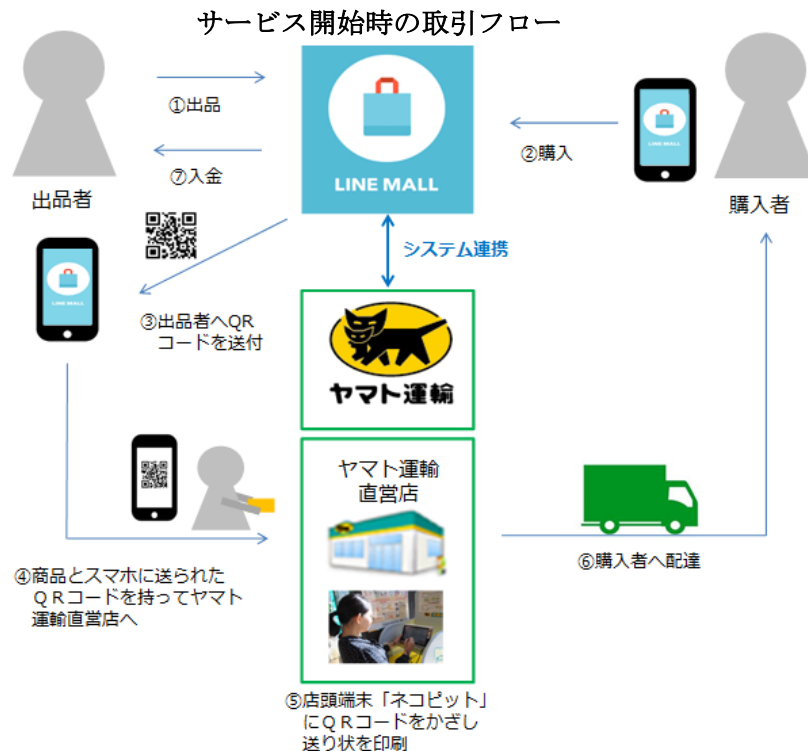 サービス開始時の取引フロー
①出品
②購入
⑦入金
LINE MALL
出品者
購入者
システム連携
LINE MALL
③出品者へQR
コードを送付
ヤマト運輸
ヤマト運輸
直営店
⑥購入者へ配達
④商品とスマホに送られた
ＱＲコードを持ってヤマト
運輸直営店へ
⑤店頭端末「ネコピット」
にＱＲコードをかざし
送り状を印刷